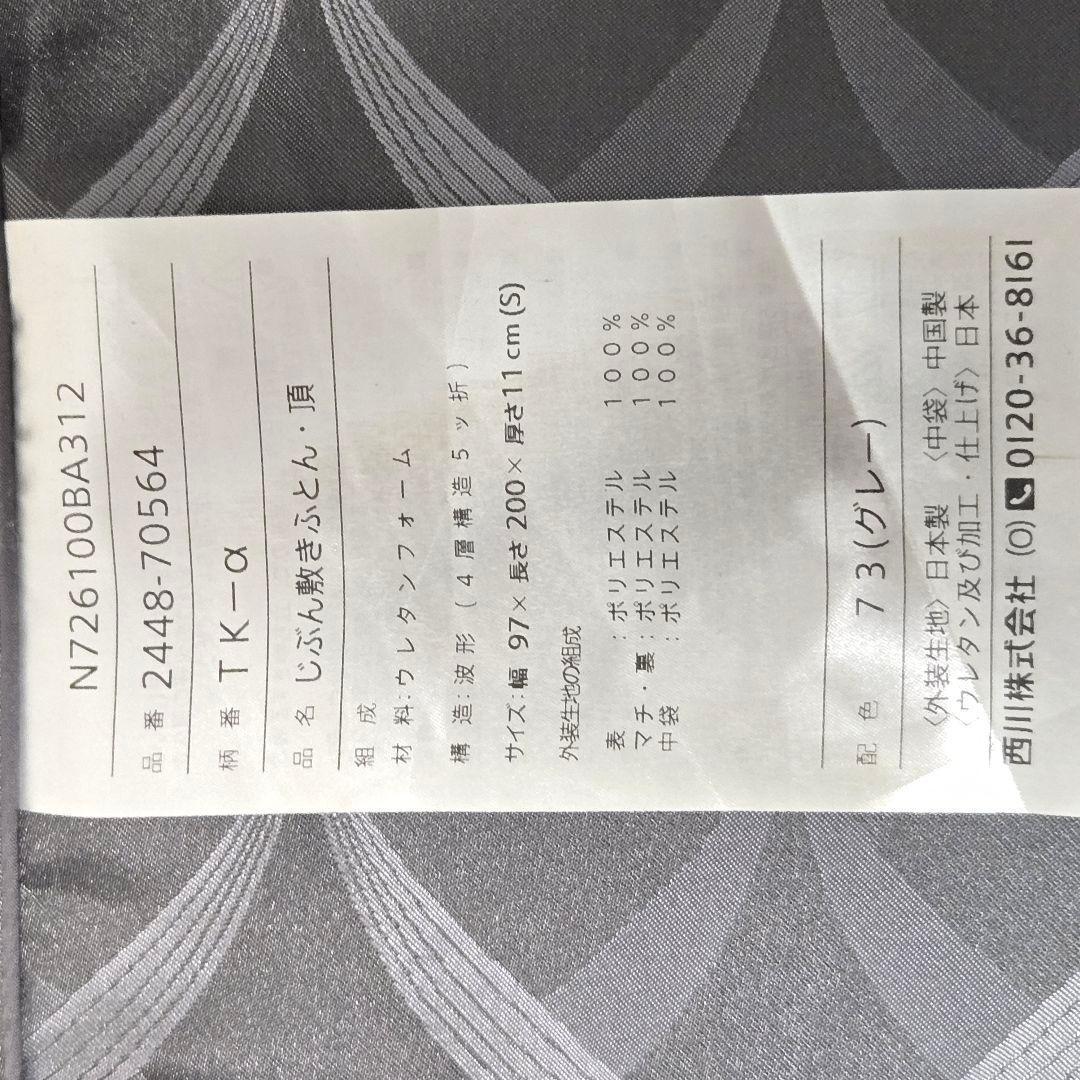 N726100BA312
品番 2448-70564
柄番 TK-α
品名 じぶん敷きふとん・頂
組成
材料:ウレタンフォーム
構造:波形(4層構造5ッ折)
サイズ:幅 97×長さ200×厚さ11cm(S)
外装生地の組成
表 :ポリエステル 100%
マチ・裏:ポリエステル 100%
中袋 :ポリエステル 100%
配色 73(グレー)
〈外装生地〉日本製 〈中袋〉中国製
〈ウレタン及び加工・仕上げ〉日本
西川株式会社 (O) 0120-36-8161